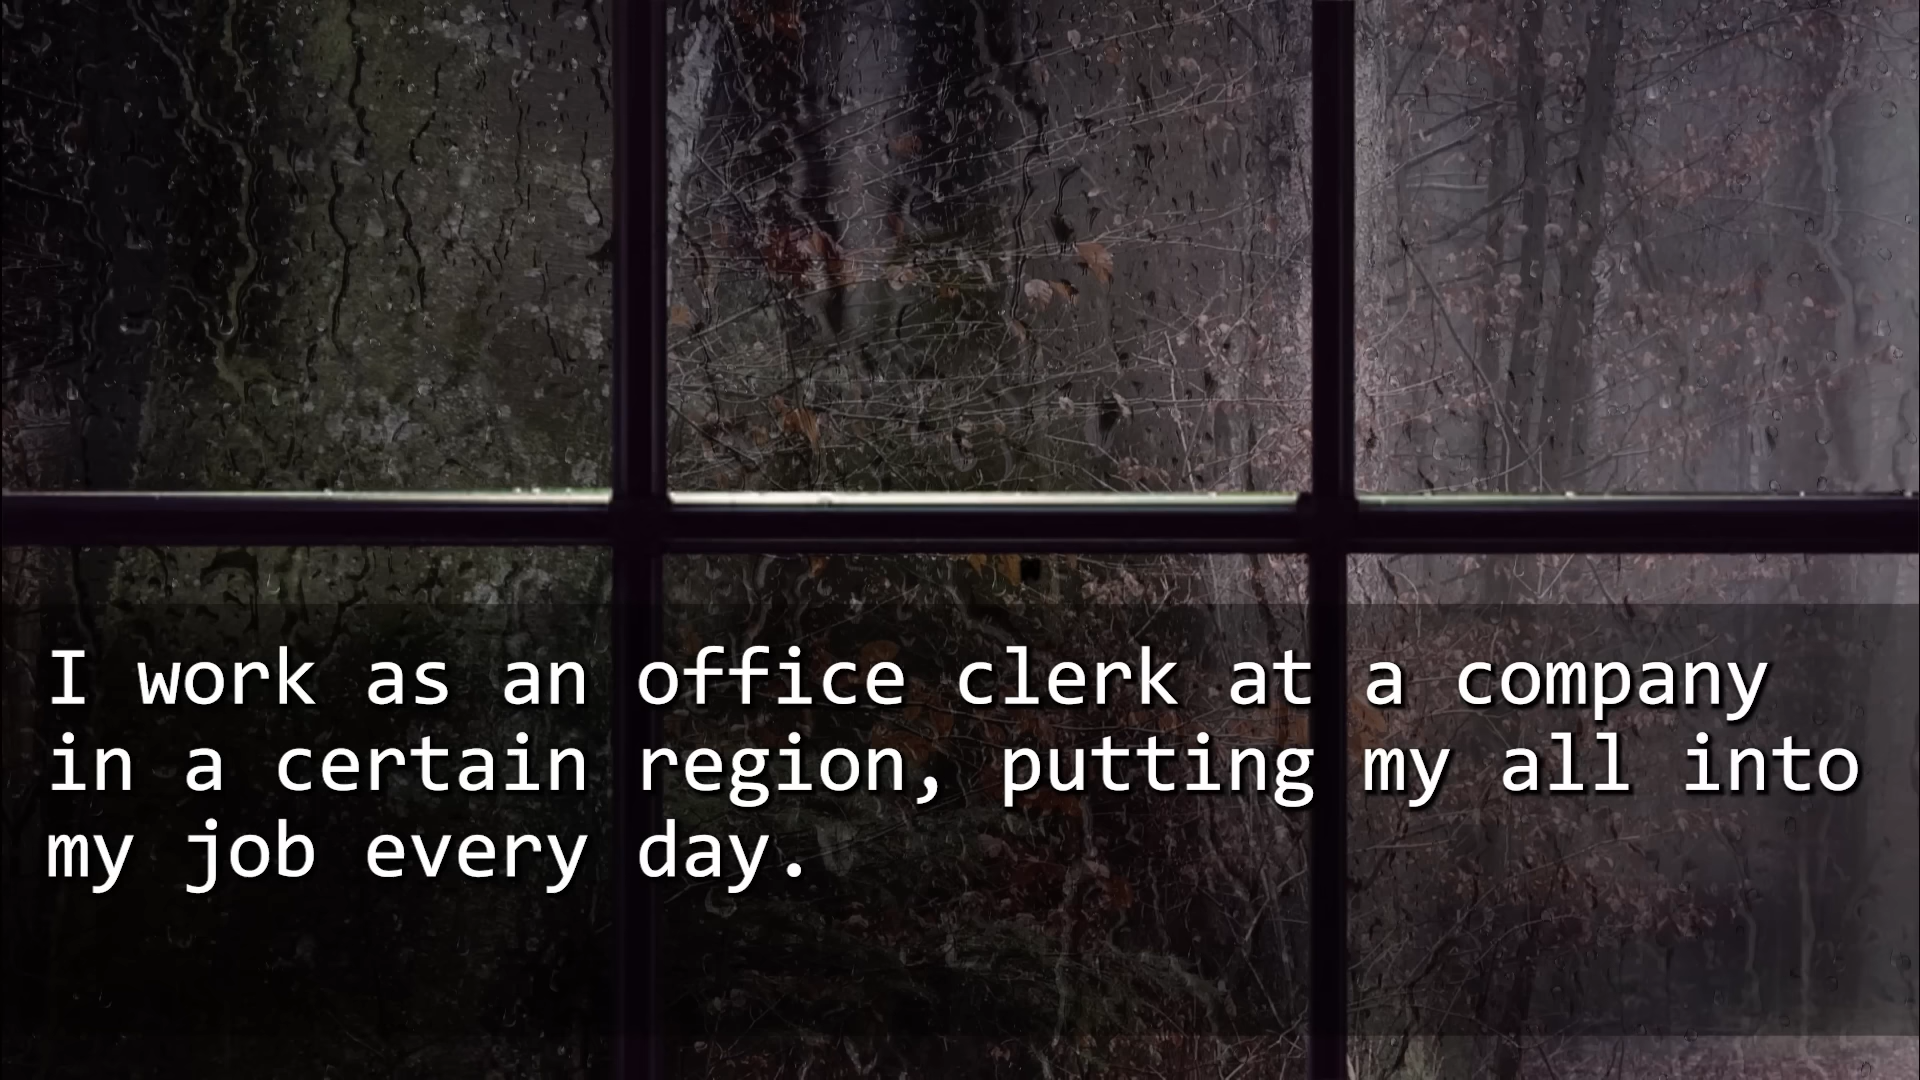 I work as an office clerk at a company
in a certain region, putting my all into
my job every day.